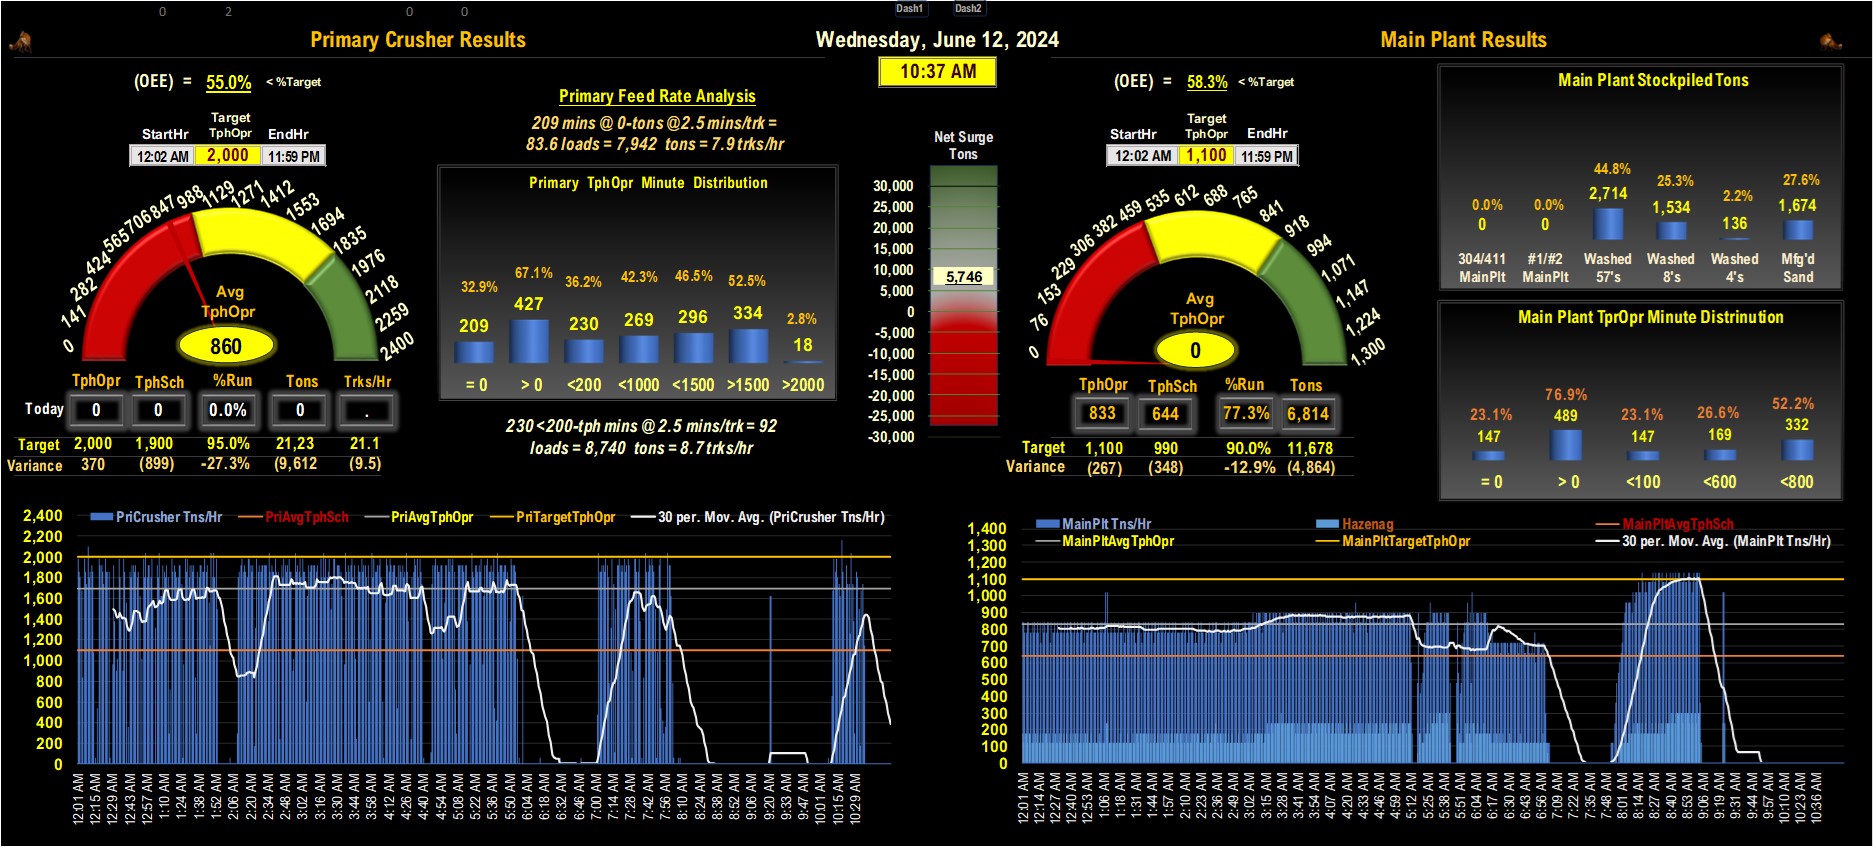 0 2 0 0 Dash1 Dash2
Primary Crusher Results
Wednesday, June 12, 2024
Main Plant Results
10:37 AM
(OEE) = 55.0% < %Target
Target
StartHr TphOpr EndHr
12:02 AM 2,000 11:59 PM
0 141 282 424 565 706 847 988 1129 1271 1412 1553 1694 1835 1976 2118 2259 2400
Avg
TphOpr
860
TphOpr TphSch %Run Tons Trks/Hr
Today 0 0 0.0% 0 .
Target 2,000 1,900 95.0% 21,23 21.1
Variance 370 (899) -27.3% (9,612 (9.5)
Primary Feed Rate Analysis
209 mins @ 0-tons @2.5 mins/trk =
83.6 loads = 7,942 tons = 7.9 trks/hr
Primary TphOpr Minute Distribution
32.9% 67.1% 36.2% 42.3% 46.5% 52.5% 2.8%
209 427 230 269 296 334 18
= 0 > 0 <200 <1000 <1500 >1500 >2000
230 <200-tph mins @ 2.5 mins/trk = 92
loads = 8,740 tons = 8.7 trks/hr
Net Surge
Tons
30,000
25,000
20,000
15,000
10,000
5,746
5,000
0
-5,000
-10,000
-15,000
-20,000
-25,000
-30,000
(OEE) = 58.3% < %Target
Target
StartHr TphOpr EndHr
12:02 AM 1,100 11:59 PM
0 76 153 229 306 382 459 535 612 688 765 841 918 994 1,071 1,147 1,224 1,300
Avg
TphOpr
0
TphOpr TphSch %Run Tons
833 644 77.3% 6,814
Target 1,100 990 90.0% 11,678
Variance (267) (348) -12.9% (4,864)
Main Plant Stockpiled Tons
0.0% 0.0% 44.8% 25.3% 2.2% 27.6%
0 0 2,714 1,534 136 1,674
304/411 #1/#2 Washed Washed Washed Mfg'd
MainPlt MainPlt 57's 8's 4's Sand
Main Plant TprOpr Minute Distrinution
23.1% 76.9% 23.1% 26.6% 52.2%
147 489 147 169 332
= 0 > 0 <100 <600 <800
PriCrusher Tns/Hr PriAvgTphSch PriAvgTphOpr PriTargetTphOpr 30 per. Mov. Avg. (PriCrusher Tns/Hr)
2,400
2,200
2,000
1,800
1,600
1,400
1,200
1,000
800
600
400
200
0
12:01 AM 12:15 AM 12:29 AM 12:43 AM 12:57 AM 1:10 AM 1:24 AM 1:38 AM 1:52 AM 2:06 AM 2:20 AM 2:34 AM 2:48 AM 3:02 AM 3:16 AM 3:30 AM 3:44 AM 3:58 AM 4:12 AM 4:26 AM 4:40 AM 4:54 AM 5:08 AM 5:22 AM 5:36 AM 5:50 AM 6:04 AM 6:18 AM 6:32 AM 6:46 AM 7:00 AM 7:14 AM 7:28 AM 7:42 AM 7:56 AM 8:10 AM 8:24 AM 8:38 AM 8:52 AM 9:06 AM 9:20 AM 9:33 AM 9:47 AM 10:01 AM 10:15 AM 10:29 AM
MainPlt Tns/Hr Hazenag MainPltAvgTphSch
MainPltAvgTphOpr MainPltTargetTphOpr 30 per. Mov. Avg. (MainPlt Tns/Hr)
1,400
1,300
1,200
1,100
1,000
900
800
700
600
500
400
300
200
100
0
12:01 AM 12:14 AM 12:27 AM 12:40 AM 12:53 AM 1:06 AM 1:18 AM 1:31 AM 1:44 AM 1:57 AM 2:10 AM 2:23 AM 2:36 AM 2:49 AM 3:02 AM 3:15 AM 3:28 AM 3:41 AM 3:54 AM 4:07 AM 4:20 AM 4:33 AM 4:46 AM 4:59 AM 5:12 AM 5:25 AM 5:38 AM 5:51 AM 6:04 AM 6:17 AM 6:30 AM 6:43 AM 6:56 AM 7:09 AM 7:22 AM 7:35 AM 7:48 AM 8:01 AM 8:14 AM 8:27 AM 8:40 AM 8:53 AM 9:06 AM 9:19 AM 9:31 AM 9:44 AM 9:57 AM 10:10 AM 10:23 AM 10:36 AM